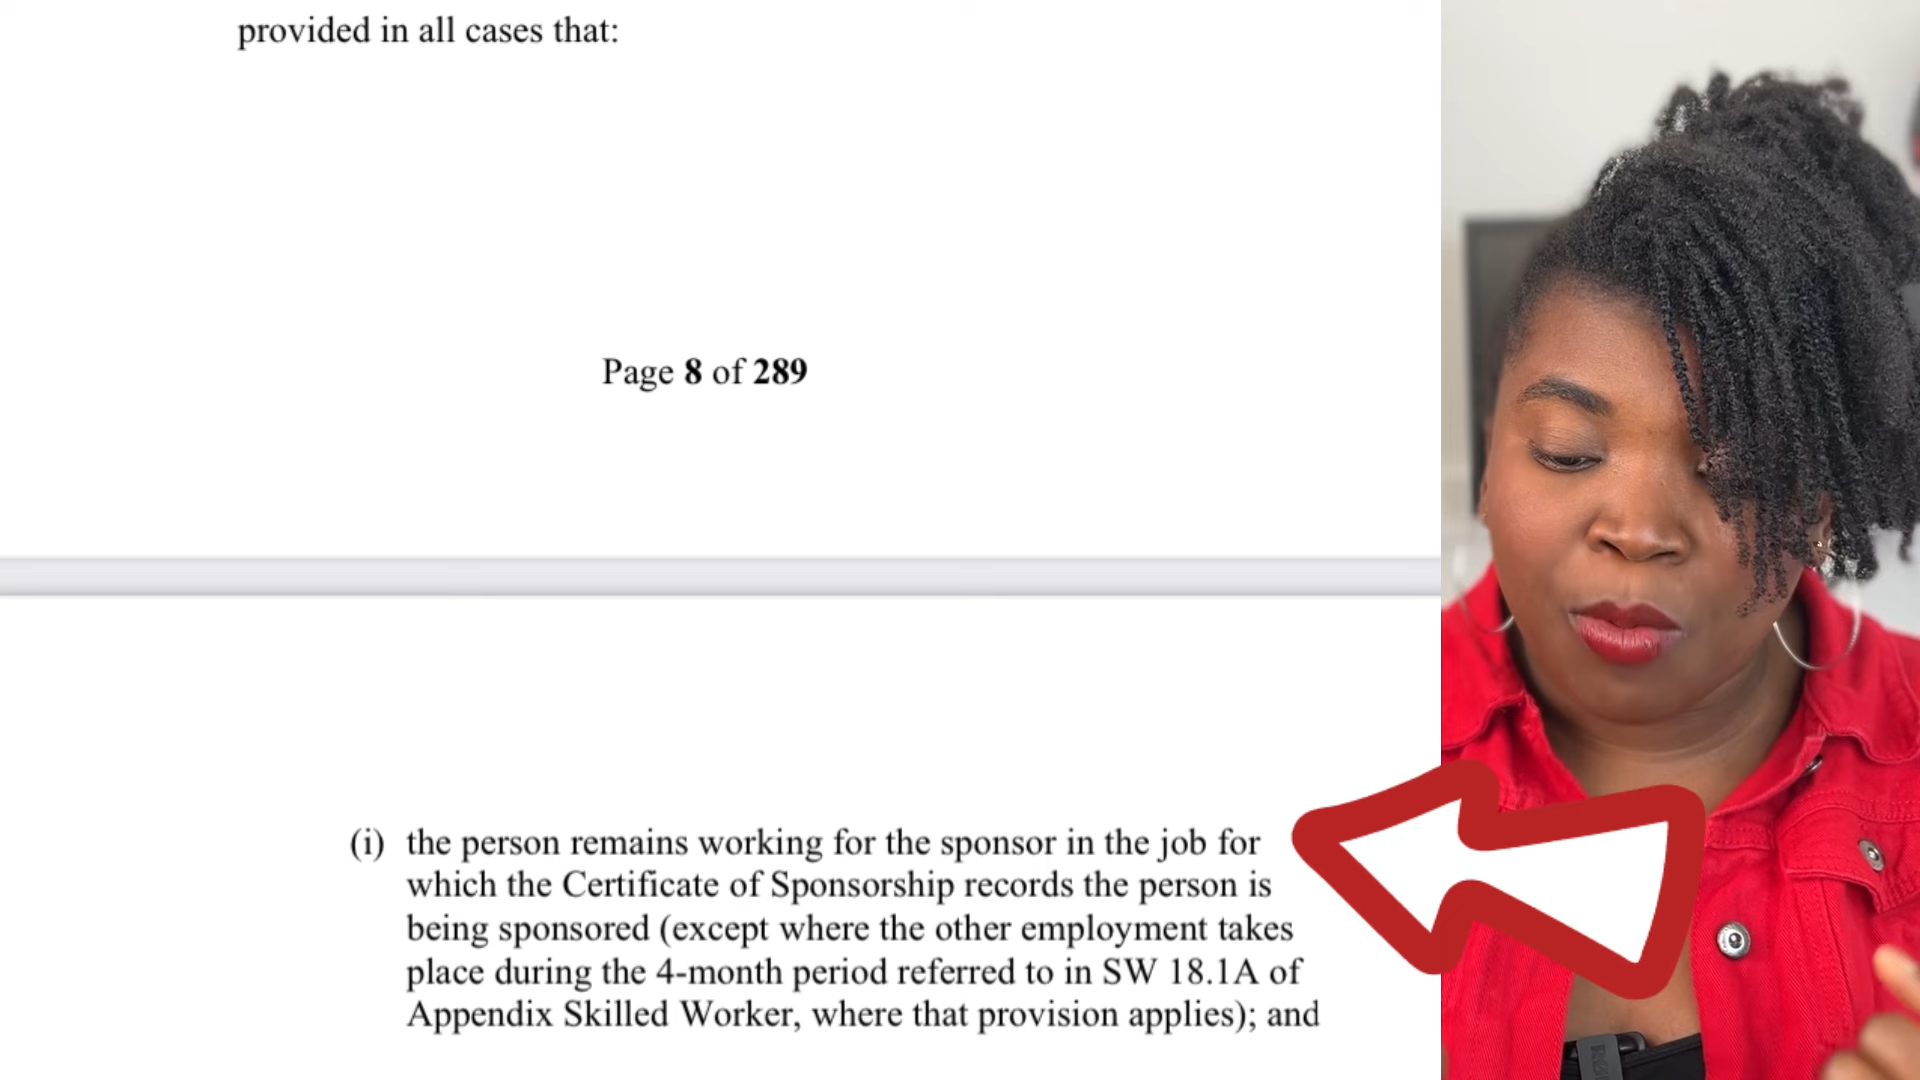 provided in all cases that:
Page 8 of 289
(i) the person remains working for the sponsor in the job for
which the Certificate of Sponsorship records the person is
being sponsored (except where the other employment takes
place during the 4-month period referred to in SW 18.1A of
Appendix Skilled Worker, where that provision applies); and